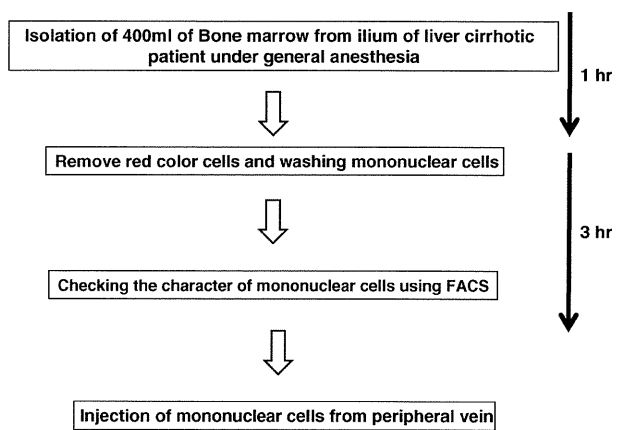 Isolation of 400ml of Bone marrow from ilium of liver cirrhotic
patient under general anesthesia
1 hr
Remove red color cells and washing mononuclear cells
3 hr
Checking the character of mononuclear cells using FACS
Injection of mononuclear cells from peripheral vein